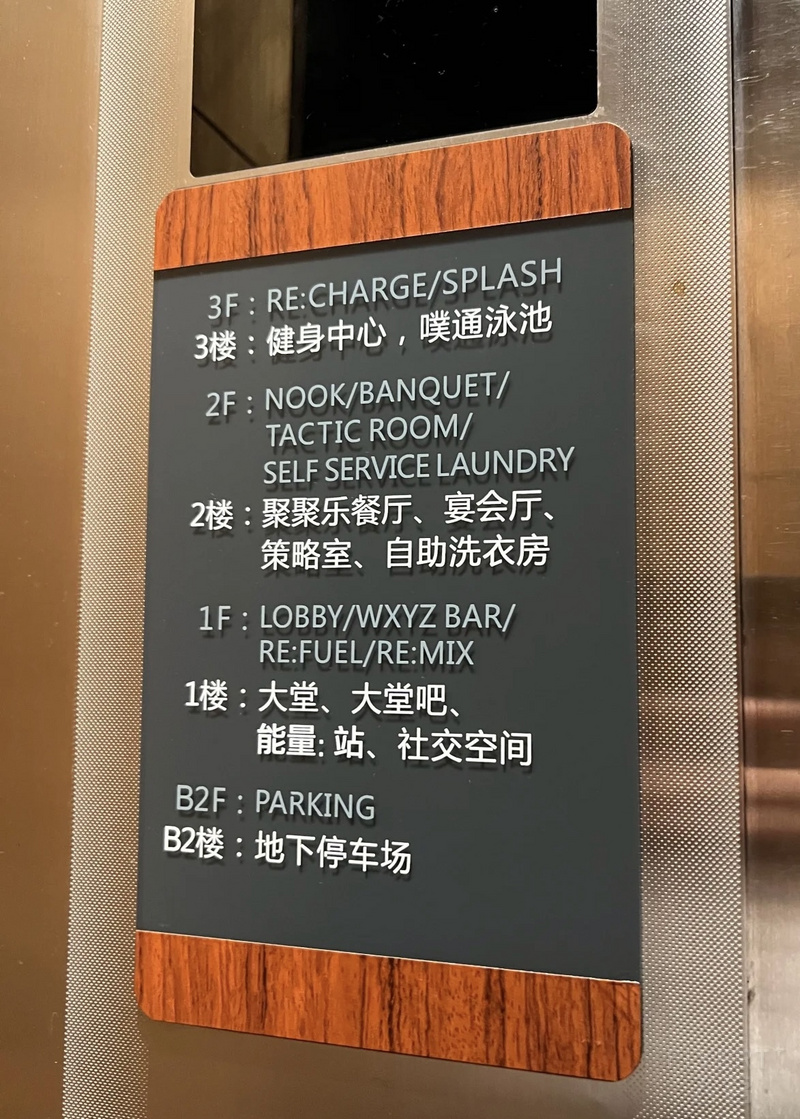 3F：RE:CHARGE/SPLASH
3楼：健身中心，噗通泳池
2F：NOOK/BANQUET/
TACTIC ROOM/
SELF SERVICE LAUNDRY
2楼：聚聚乐餐厅、宴会厅、
策略室、自助洗衣房
1F：LOBBY/WXYZ BAR/
RE:FUEL/RE:MIX
1楼：大堂、大堂吧、
能量: 站、社交空间
B2F：PARKING
B2楼：地下停车场